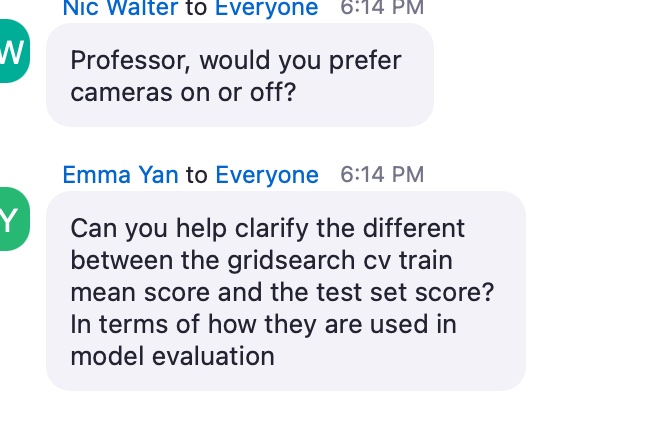 Nic Walter to Everyone 6:14 PM
W
Professor, would you prefer
cameras on or off?
Emma Yan to Everyone 6:14 PM
Y
Can you help clarify the different
between the gridsearch cv train
mean score and the test set score?
In terms of how they are used in
model evaluation